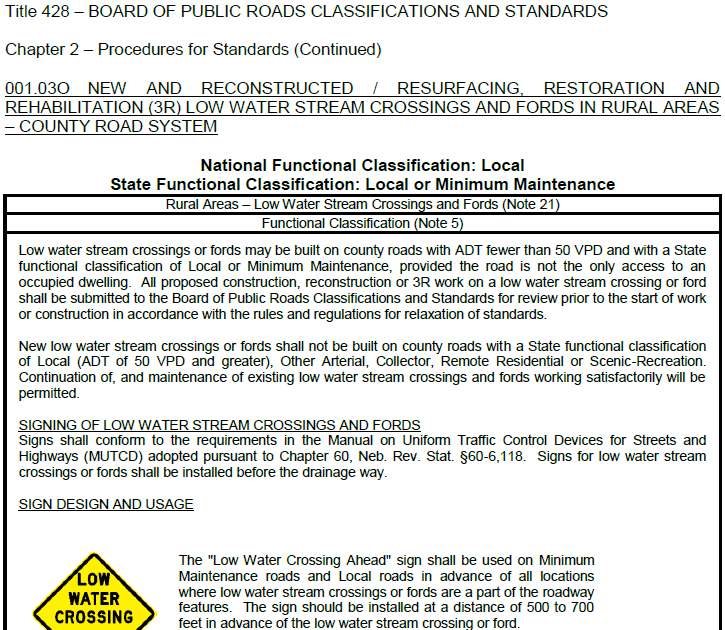 Title 428 – BOARD OF PUBLIC ROADS CLASSIFICATIONS AND STANDARDS
Chapter 2 – Procedures for Standards (Continued)
001.03O NEW AND RECONSTRUCTED / RESURFACING, RESTORATION AND
REHABILITATION (3R) LOW WATER STREAM CROSSINGS AND FORDS IN RURAL AREAS
– COUNTY ROAD SYSTEM
National Functional Classification: Local
State Functional Classification: Local or Minimum Maintenance
Rural Areas – Low Water Stream Crossings and Fords (Note 21)
Functional Classification (Note 5)
Low water stream crossings or fords may be built on county roads with ADT fewer than 50 VPD and with a State
functional classification of Local or Minimum Maintenance, provided the road is not the only access to an
occupied dwelling. All proposed construction, reconstruction or 3R work on a low water stream crossing or ford
shall be submitted to the Board of Public Roads Classifications and Standards for review prior to the start of work
or construction in accordance with the rules and regulations for relaxation of standards.
New low water stream crossings or fords shall not be built on county roads with a State functional classification
of Local (ADT of 50 VPD and greater), Other Arterial, Collector, Remote Residential or Scenic-Recreation.
Continuation of, and maintenance of existing low water stream crossings and fords working satisfactorily will be
permitted.
SIGNING OF LOW WATER STREAM CROSSINGS AND FORDS
Signs shall conform to the requirements in the Manual on Uniform Traffic Control Devices for Streets and
Highways (MUTCD) adopted pursuant to Chapter 60, Neb. Rev. Stat. §60-6,118. Signs for low water stream
crossings or fords shall be installed before the drainage way.
SIGN DESIGN AND USAGE
LOW
WATER
CROSSING
The "Low Water Crossing Ahead" sign shall be used on Minimum
Maintenance roads and Local roads in advance of all locations
where low water stream crossings or fords are a part of the roadway
features. The sign should be installed at a distance of 500 to 700
feet in advance of the low water stream crossing or ford.